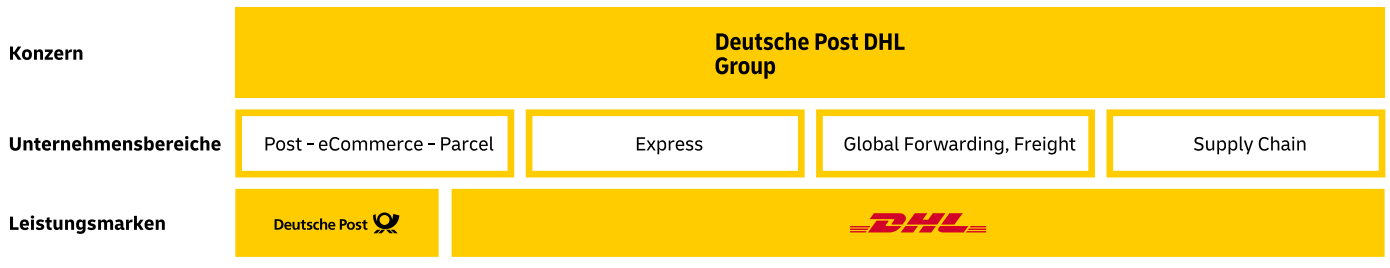 Konzern
Deutsche Post DHL
Group
Unternehmensbereiche
Post – eCommerce – Parcel
Express
Global Forwarding, Freight
Supply Chain
Leistungsmarken
Deutsche Post
DHL